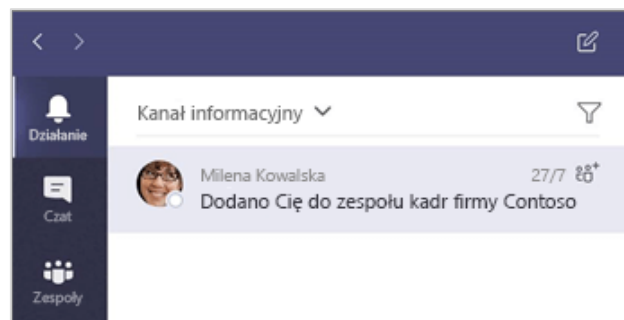 Działanie
Czat
Zespoły
Kanał informacyjny
Milena Kowalska 27/7
Dodano Cię do zespołu kadr firmy Contoso